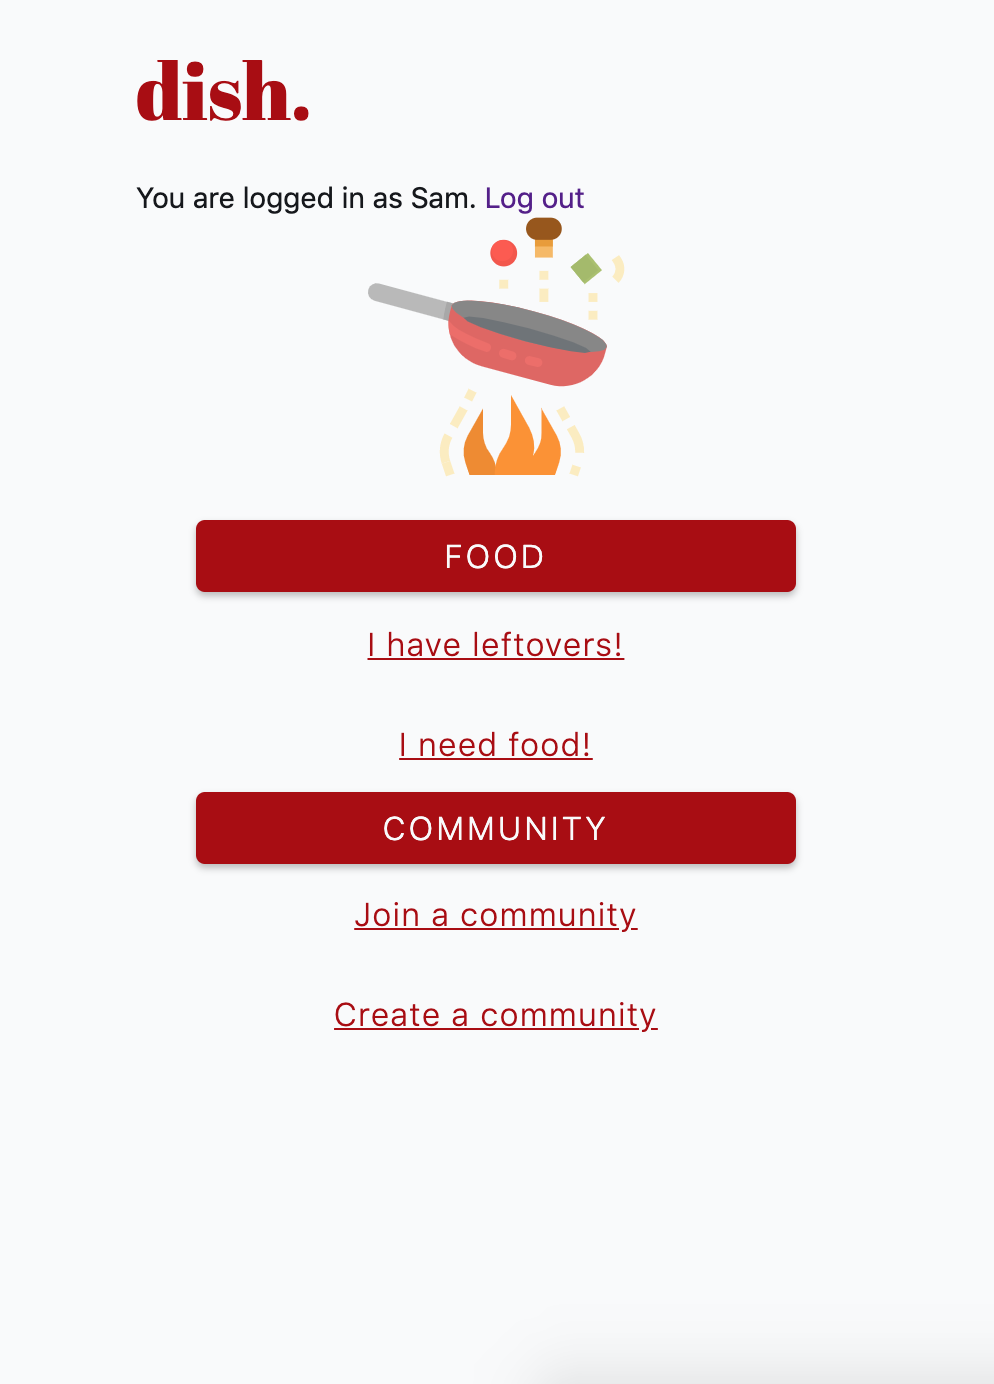 dish.
You are logged in as Sam. Log out
FOOD
I have leftovers!
I need food!
COMMUNITY
Join a community
Create a community